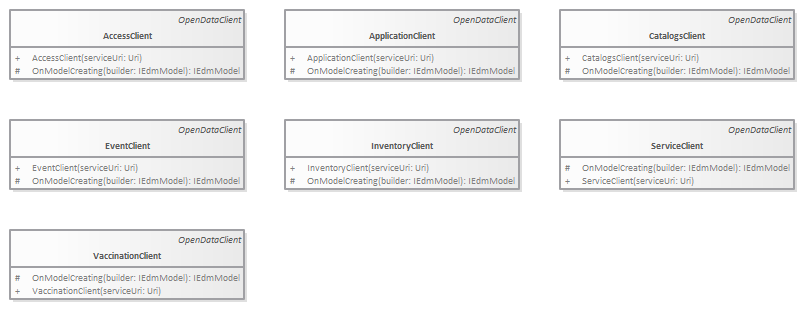 OpenDataClient
AccessClient
+ AccessClient(serviceUri: Uri)
# OnModelCreating(builder: IEdmModel): IEdmModel
OpenDataClient
ApplicationClient
+ ApplicationClient(serviceUri: Uri)
# OnModelCreating(builder: IEdmModel): IEdmModel
OpenDataClient
CatalogsClient
+ CatalogsClient(serviceUri: Uri)
# OnModelCreating(builder: IEdmModel): IEdmModel
OpenDataClient
EventClient
+ EventClient(serviceUri: Uri)
# OnModelCreating(builder: IEdmModel): IEdmModel
OpenDataClient
InventoryClient
+ InventoryClient(serviceUri: Uri)
# OnModelCreating(builder: IEdmModel): IEdmModel
OpenDataClient
ServiceClient
# OnModelCreating(builder: IEdmModel): IEdmModel
+ ServiceClient(serviceUri: Uri)
OpenDataClient
VaccinationClient
# OnModelCreating(builder: IEdmModel): IEdmModel
+ VaccinationClient(serviceUri: Uri)